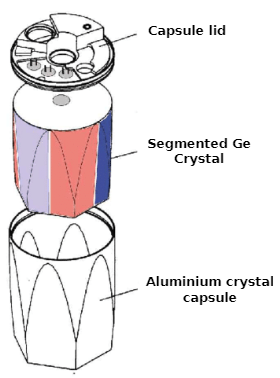 Capsule lid
Segmented Ge
Crystal
Aluminium crystal
capsule